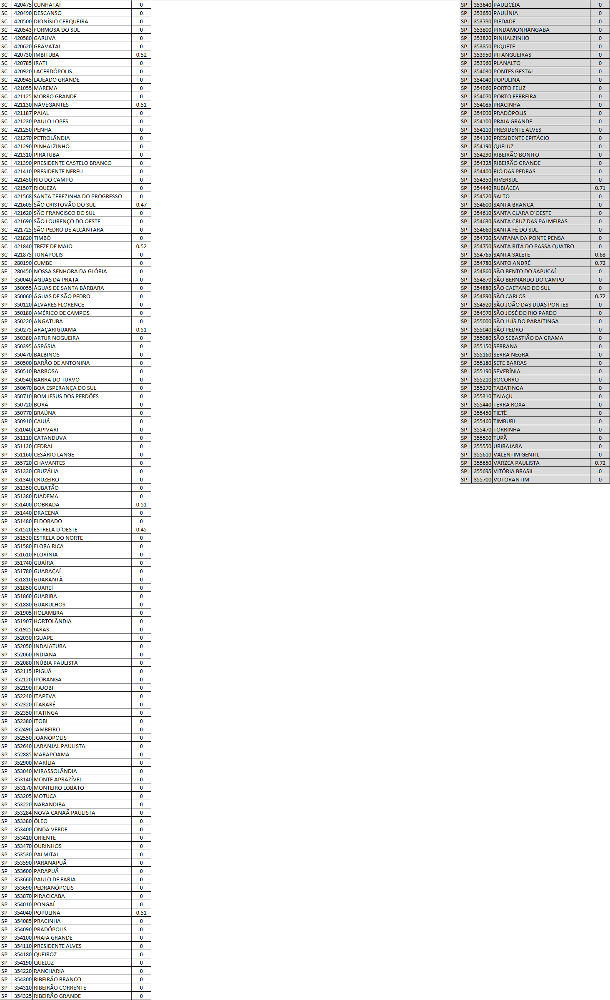 SC 420475 CUNHATAÍ 0
SC 420490 DESCANSO 0
SC 420500 DIONÍSIO CERQUEIRA 0
SC 420543 FORMOSA DO SUL 0
SC 420580 GARUVA 0
SC 420620 GRAVATAL 0
SC 420730 IMBITUBA 0.52
SC 420785 IRATI 0
SC 420920 LACERDÓPOLIS 0
SC 420945 LAJEADO GRANDE 0
SC 421055 MAREMA 0
SC 421125 MORRO GRANDE 0
SC 421130 NAVEGANTES 0.51
SC 421187 PAIAL 0
SC 421230 PAULO LOPES 0
SC 421250 PENHA 0
SC 421270 PETROLÂNDIA 0
SC 421290 PINHALZINHO 0
SC 421310 PIRATUBA 0
SC 421390 PRESIDENTE CASTELO BRANCO 0
SC 421410 PRESIDENTE NEREU 0
SC 421450 RIO DO CAMPO 0
SC 421507 RIQUEZA 0
SC 421568 SANTA TEREZINHA DO PROGRESSO 0
SC 421605 SÃO CRISTOVÃO DO SUL 0.47
SC 421620 SÃO FRANCISCO DO SUL 0
SC 421690 SÃO LOURENÇO DO OESTE 0
SC 421725 SÃO PEDRO DE ALCÂNTARA 0
SC 421820 TIMBÓ 0
SC 421840 TREZE DE MAIO 0.52
SC 421875 TUNÁPOLIS 0
SE 280190 CUMBE 0
SE 280450 NOSSA SENHORA DA GLÓRIA 0
SP 350040 ÁGUAS DA PRATA 0
SP 350055 ÁGUAS DE SANTA BÁRBARA 0
SP 350060 ÁGUAS DE SÃO PEDRO 0
SP 350120 ÁLVARES FLORENCE 0
SP 350180 AMÉRICO DE CAMPOS 0
SP 350220 ANGATUBA 0
SP 350275 ARAÇARIGUAMA 0.51
SP 350380 ARTUR NOGUEIRA 0
SP 350395 ASPÁSIA 0
SP 350470 BALBINOS 0
SP 350500 BARÃO DE ANTONINA 0
SP 350510 BARBOSA 0
SP 350540 BARRA DO TURVO 0
SP 350670 BOA ESPERANÇA DO SUL 0
SP 350710 BOM JESUS DOS PERDÕES 0
SP 350720 BORÁ 0
SP 350770 BRAÚNA 0
SP 350910 CAIUÁ 0
SP 351040 CAPIVARI 0
SP 351110 CATANDUVA 0
SP 351130 CEDRAL 0
SP 351160 CESÁRIO LANGE 0
SP 355720 CHAVANTES 0
SP 351330 CRUZÁLIA 0
SP 351340 CRUZEIRO 0
SP 351350 CUBATÃO 0
SP 351380 DIADEMA 0
SP 351400 DOBRADA 0.51
SP 351440 DRACENA 0
SP 351480 ELDORADO 0
SP 351520 ESTRELA D´OESTE 0.45
SP 351530 ESTRELA DO NORTE 0
SP 351580 FLORA RICA 0
SP 351610 FLORÍNIA 0
SP 351740 GUAÍRA 0
SP 351780 GUARAÇAÍ 0
SP 351810 GUARANTÃ 0
SP 351850 GUAREÍ 0
SP 351860 GUARIBA 0
SP 351880 GUARULHOS 0
SP 351905 HOLAMBRA 0
SP 351907 HORTOLÂNDIA 0
SP 351925 IARAS 0
SP 352030 IGUAPE 0
SP 352050 INDAIATUBA 0
SP 352060 INDIANA 0
SP 352080 INÚBIA PAULISTA 0
SP 352115 IPIGUÁ 0
SP 352120 IPORANGA 0
SP 352190 ITAJOBI 0
SP 352240 ITAPEVA 0
SP 352320 ITARARÉ 0
SP 352350 ITATINGA 0
SP 352380 ITOBI 0
SP 352490 JAMBEIRO 0
SP 352550 JOANÓPOLIS 0
SP 352640 LARANJAL PAULISTA 0
SP 352885 MARAPOAMA 0
SP 352900 MARÍLIA 0
SP 353040 MIRASSOLÂNDIA 0
SP 353140 MONTE APRAZÍVEL 0
SP 353170 MONTEIRO LOBATO 0
SP 353205 MOTUCA 0
SP 353220 NARANDIBA 0
SP 353284 NOVA CANAÃ PAULISTA 0
SP 353380 ÓLEO 0
SP 353400 ONDA VERDE 0
SP 353410 ORIENTE 0
SP 353470 OURINHOS 0
SP 353530 PALMITAL 0
SP 353590 PARANAPUÃ 0
SP 353600 PARAPUÃ 0
SP 353660 PAULO DE FARIA 0
SP 353690 PEDRANÓPOLIS 0
SP 353870 PIRACICABA 0
SP 354010 PONGAÍ 0
SP 354040 POPULINA 0.51
SP 354085 PRACINHA 0
SP 354090 PRADÓPOLIS 0
SP 354100 PRAIA GRANDE 0
SP 354110 PRESIDENTE ALVES 0
SP 354180 QUEIROZ 0
SP 354190 QUELUZ 0
SP 354220 RANCHARIA 0
SP 354300 RIBEIRÃO BRANCO 0
SP 354310 RIBEIRÃO CORRENTE 0
SP 354325 RIBEIRÃO GRANDE 0
SP 353640 PAULICÉIA 0
SP 353650 PAULÍNIA 0
SP 353780 PIEDADE 0
SP 353800 PINDAMONHANGABA 0
SP 353820 PINHALZINHO 0
SP 353850 PIQUETE 0
SP 353950 PITANGUEIRAS 0
SP 353960 PLANALTO 0
SP 354030 PONTES GESTAL 0
SP 354040 POPULINA 0
SP 354060 PORTO FELIZ 0
SP 354070 PORTO FERREIRA 0
SP 354085 PRACINHA 0
SP 354090 PRADÓPOLIS 0
SP 354100 PRAIA GRANDE 0
SP 354110 PRESIDENTE ALVES 0
SP 354130 PRESIDENTE EPITÁCIO 0
SP 354190 QUELUZ 0
SP 354290 RIBEIRÃO BONITO 0
SP 354325 RIBEIRÃO GRANDE 0
SP 354400 RIO DAS PEDRAS 0
SP 354350 RIVERSUL 0
SP 354440 RUBIÁCEA 0.71
SP 354520 SALTO 0
SP 354600 SANTA BRANCA 0
SP 354610 SANTA CLARA D´OESTE 0
SP 354630 SANTA CRUZ DAS PALMEIRAS 0
SP 354660 SANTA FÉ DO SUL 0
SP 354720 SANTANA DA PONTE PENSA 0
SP 354750 SANTA RITA DO PASSA QUATRO 0
SP 354765 SANTA SALETE 0.68
SP 354780 SANTO ANDRÉ 0.72
SP 354860 SÃO BENTO DO SAPUCAÍ 0
SP 354870 SÃO BERNARDO DO CAMPO 0
SP 354880 SÃO CAETANO DO SUL 0
SP 354890 SÃO CARLOS 0.72
SP 354920 SÃO JOÃO DAS DUAS PONTES 0
SP 354970 SÃO JOSÉ DO RIO PARDO 0
SP 355000 SÃO LUÍS DO PARAITINGA 0
SP 355040 SÃO PEDRO 0
SP 355080 SÃO SEBASTIÃO DA GRAMA 0
SP 355150 SERRANA 0
SP 355160 SERRA NEGRA 0
SP 355180 SETE BARRAS 0
SP 355190 SEVERÍNIA 0
SP 355210 SOCORRO 0
SP 355270 TABATINGA 0
SP 355310 TAIAÇU 0
SP 355440 TERRA ROXA 0
SP 355450 TIETÊ 0
SP 355460 TIMBURI 0
SP 355470 TORRINHA 0
SP 355500 TUPÃ 0
SP 355550 UBIRAJARA 0
SP 355610 VALENTIM GENTIL 0
SP 355650 VÁRZEA PAULISTA 0.72
SP 355695 VITÓRIA BRASIL 0
SP 355700 VOTORANTIM 0